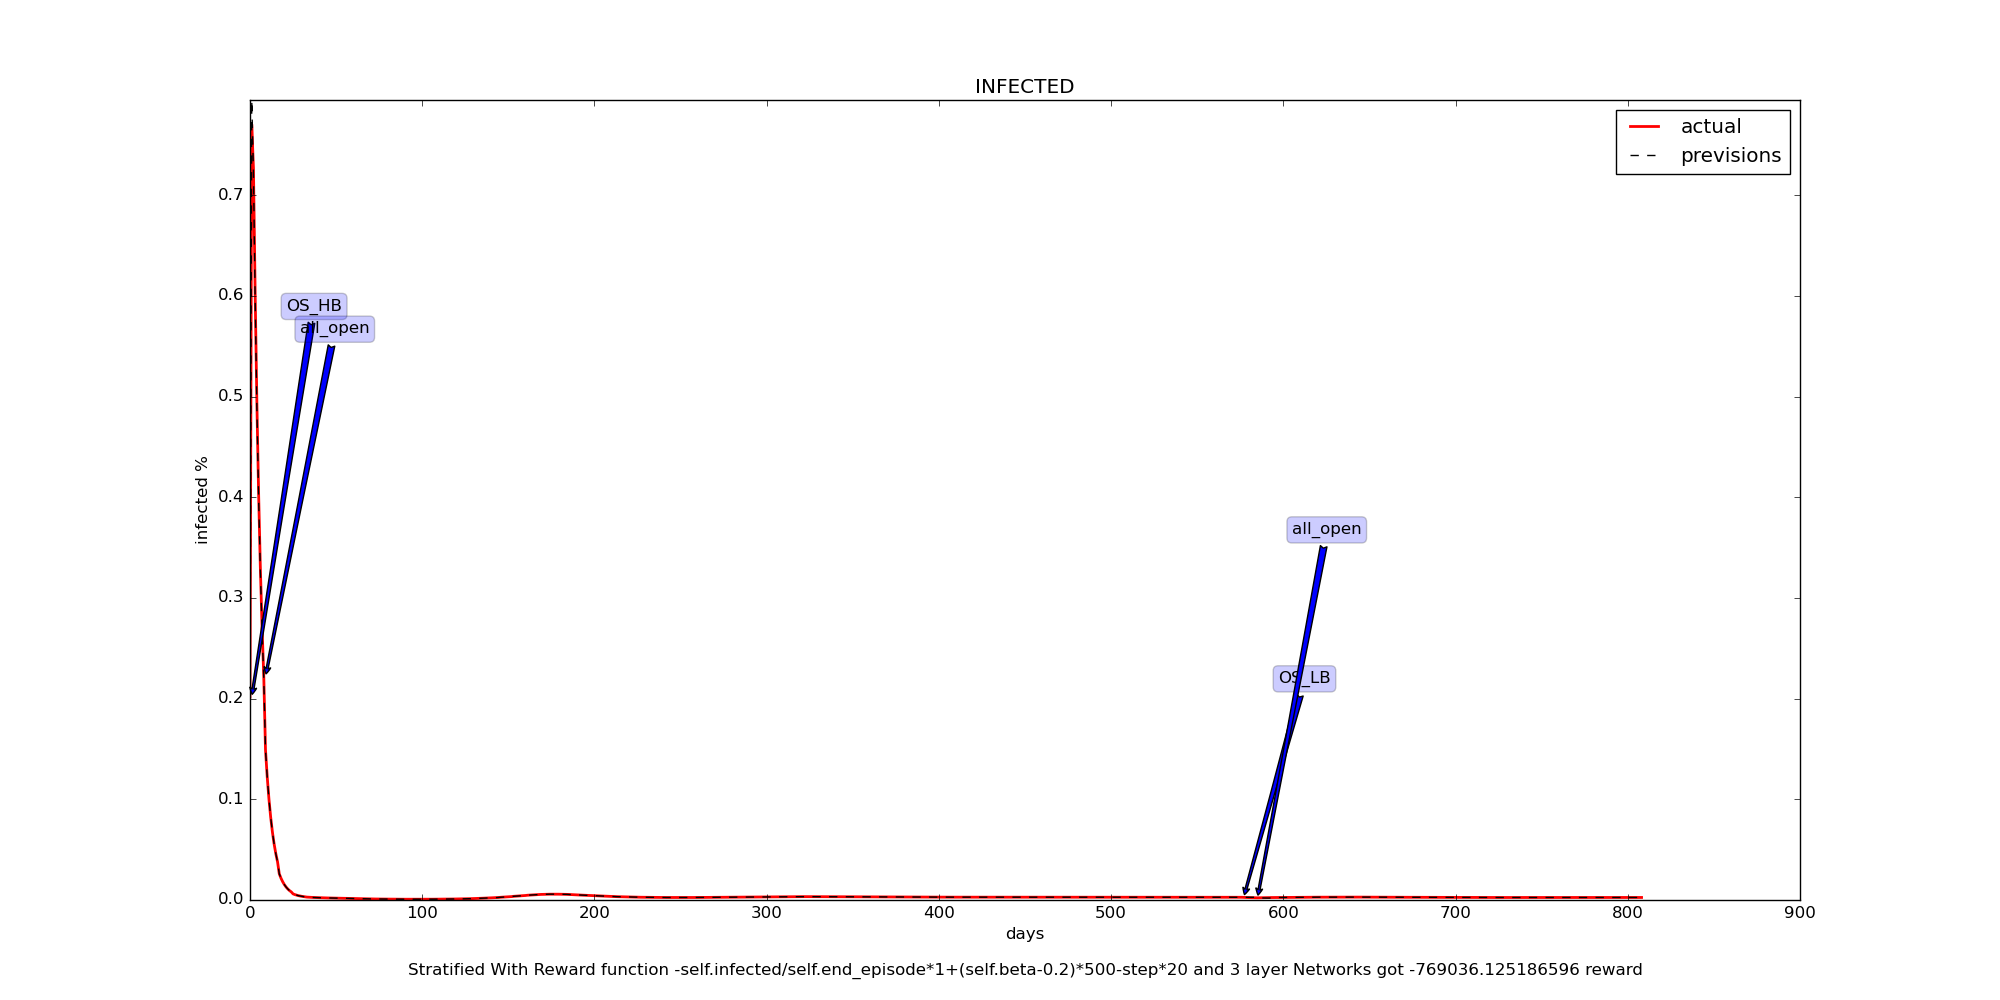 INFECTED
actual
previsions
0.7
0.6
0.5
0.4
0.3
0.2
0.1
0.0
infected %
OS_HB
all_open
all_open
OS_LB
0 100 200 300 400 500 600 700 800 900
days
Stratified With Reward function -self.infected/self.end_episode*1+(self.beta-0.2)*500-step*20 and 3 layer Networks got -769036.125186596 reward